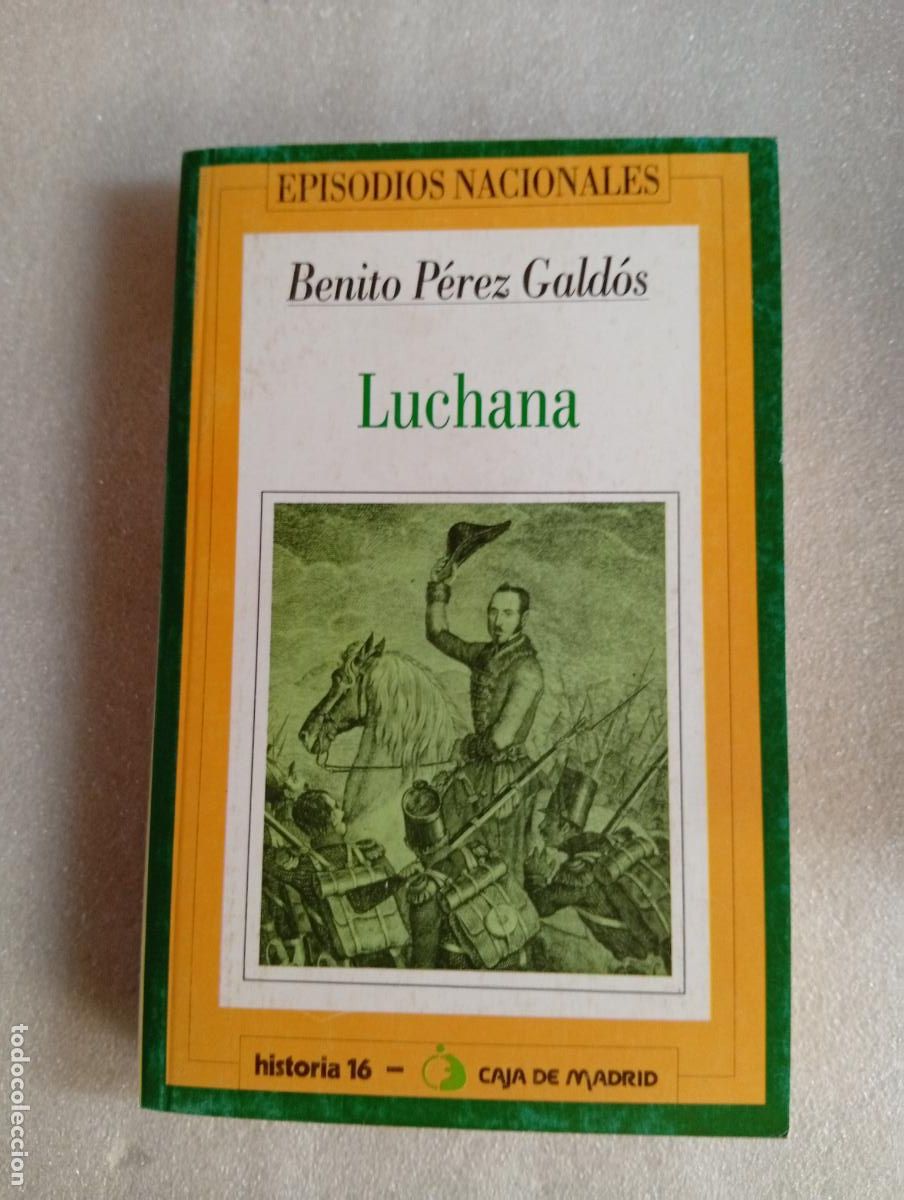 EPISODIOS NACIONALES
Benito Pérez Galdós
Luchana
historia 16 – CAJA DE MADRID
todocoleccion